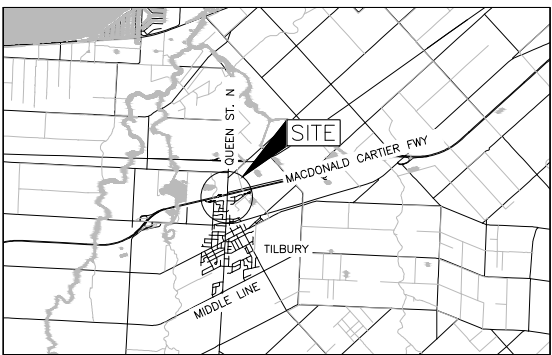 QUEEN ST. N
SITE
MACDONALD CARTIER FWY
TILBURY
MIDDLE LINE